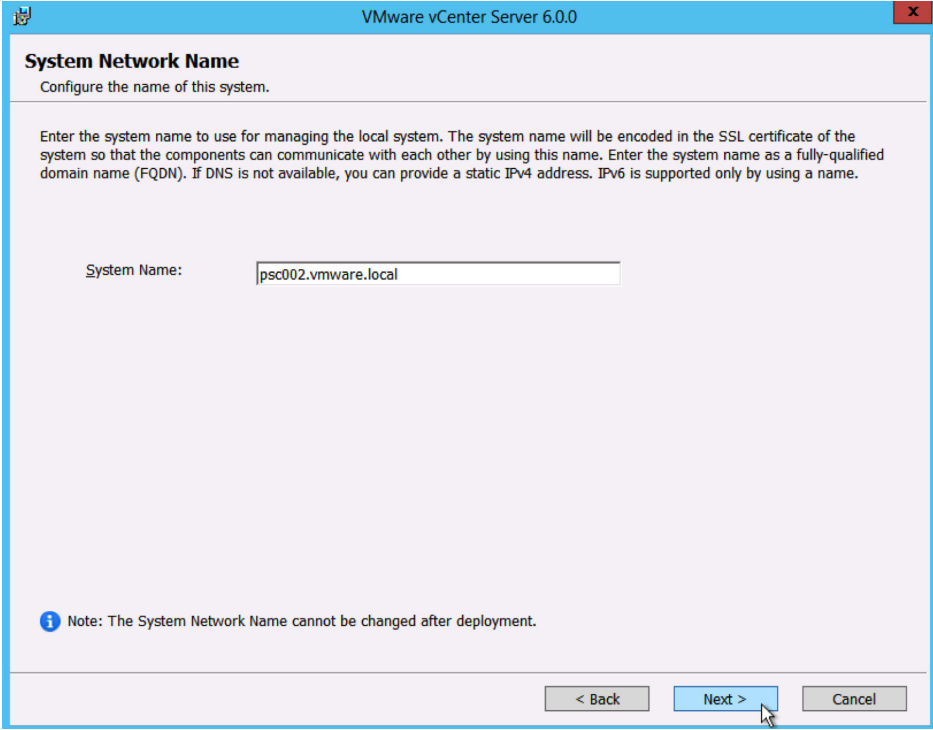 VMware vCenter Server 6.0.0
x
System Network Name
Configure the name of this system.
Enter the system name to use for managing the local system. The system name will be encoded in the SSL certificate of the
system so that the components can communicate with each other by using this name. Enter the system name as a fully-qualified
domain name (FQDN). If DNS is not available, you can provide a static IPv4 address. IPv6 is supported only by using a name.
System Name: psc002.vmware.local
Note: The System Network Name cannot be changed after deployment.
< Back Next > Cancel